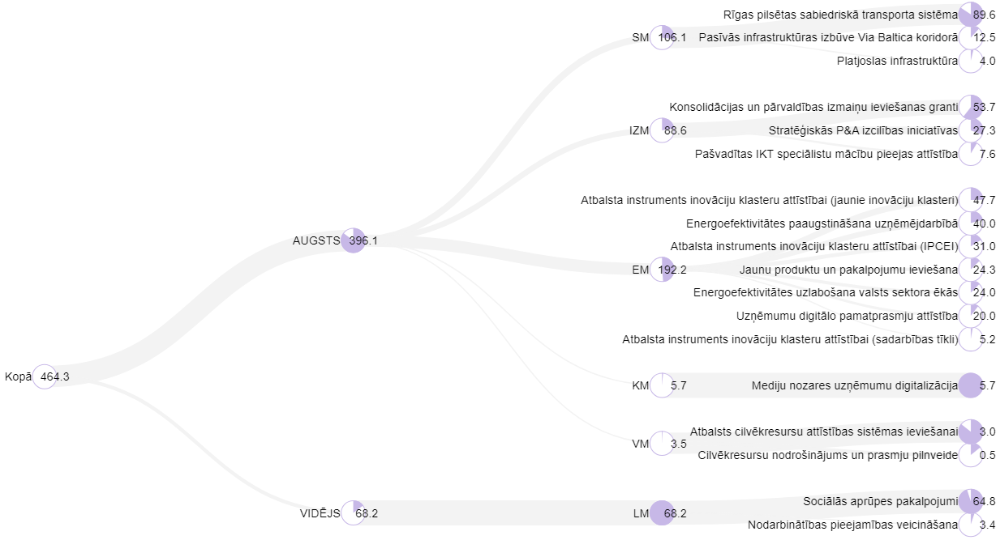 Rīgas pilsētas sabiedriskā transporta sistēma 89.6
SM 106.1 Pasīvās infrastruktūras izbūve Via Baltica koridorā 12.5
Platjoslas infrastruktūra 4.0
Konsolidācijas un pārvaldības izmaiņu ieviešanas granti 53.7
IZM 88.6 Stratēģiskās P&A izcilības iniciatīvas 27.3
Pašvadītas IKT speciālistu mācību pieejas attīstība 7.6
Atbalsta instruments inovāciju klasteru attīstībai (jaunie inovāciju klasteri) 47.7
Energoefektivitātes paaugstināšana uzņēmējdarbībā 40.0
AUGSTS 396.1 Atbalsta instruments inovāciju klasteru attīstībai (IPCEI) 31.0
EM 192.2 Jaunu produktu un pakalpojumu ieviešana 24.3
Energoefektivitātes uzlabošana valsts sektora ēkās 24.0
Uzņēmumu digitālo pamatprasmju attīstība 20.0
Atbalsta instruments inovāciju klasteru attīstībai (sadarbības tīkli) 5.2
Kopā 464.3
KM 5.7 Mediju nozares uzņēmumu digitalizācija 5.7
Atbalsts cilvēkresursu attīstības sistēmas ieviešanai 3.0
VM 3.5
Cilvēkresursu nodrošinājums un prasmju pilnveide 0.5
Sociālās aprūpes pakalpojumi 64.8
VIDĒJS 68.2 LM 68.2
Nodarbinātības pieejamības veicināšana 3.4